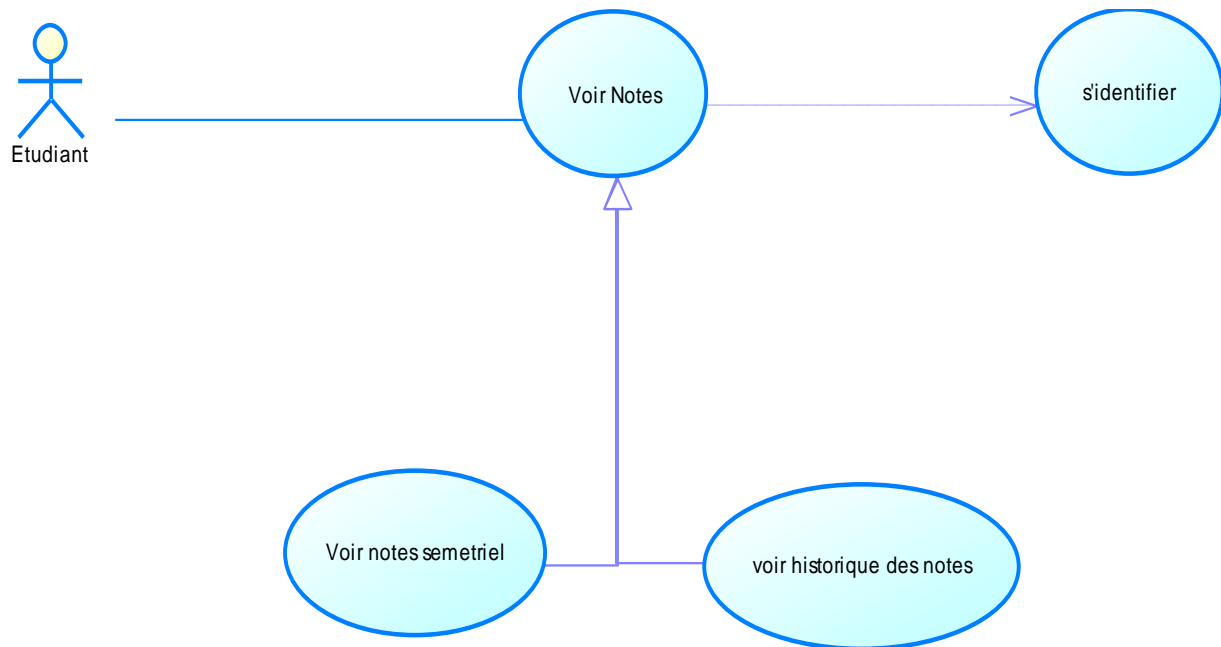 Voir Notes
s'identifier
Etudiant
Voir notes semetriel
voir historique des notes